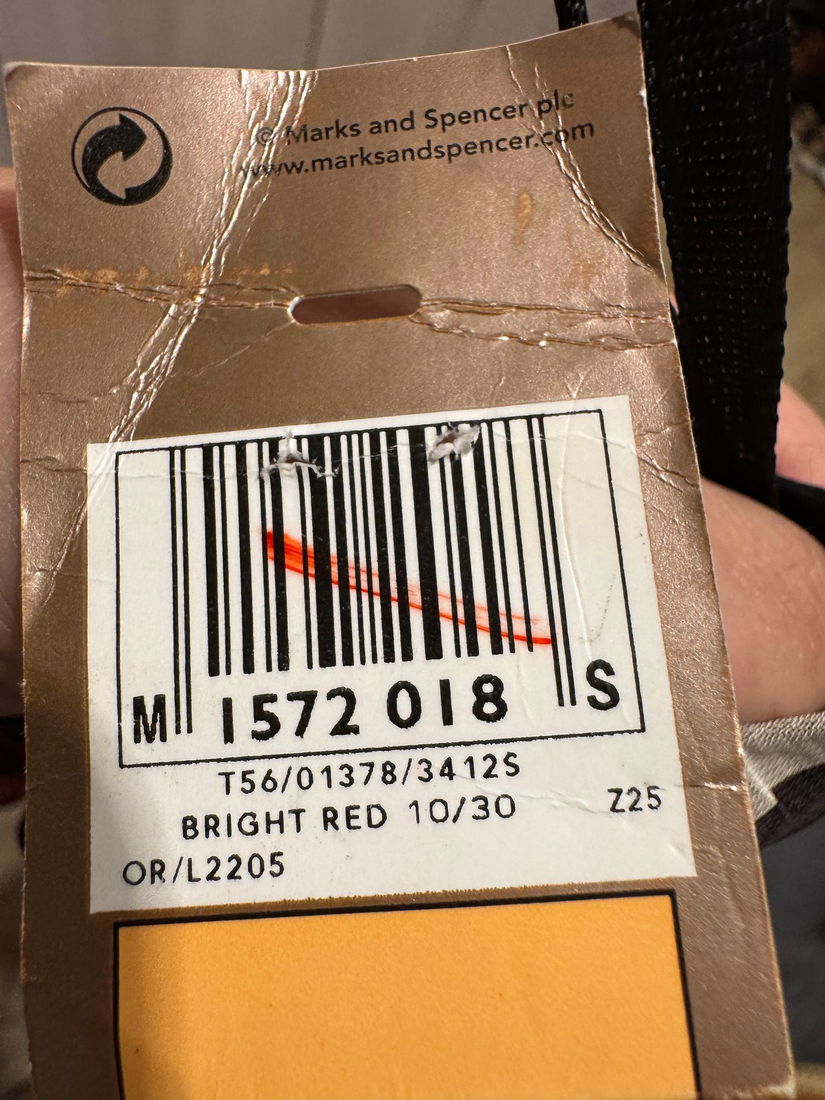 © Marks and Spencer plc
www.marksandspencer.com
M 1572 018 S
T56/01378/3412S
BRIGHT RED 10/30 Z25
OR/L2205